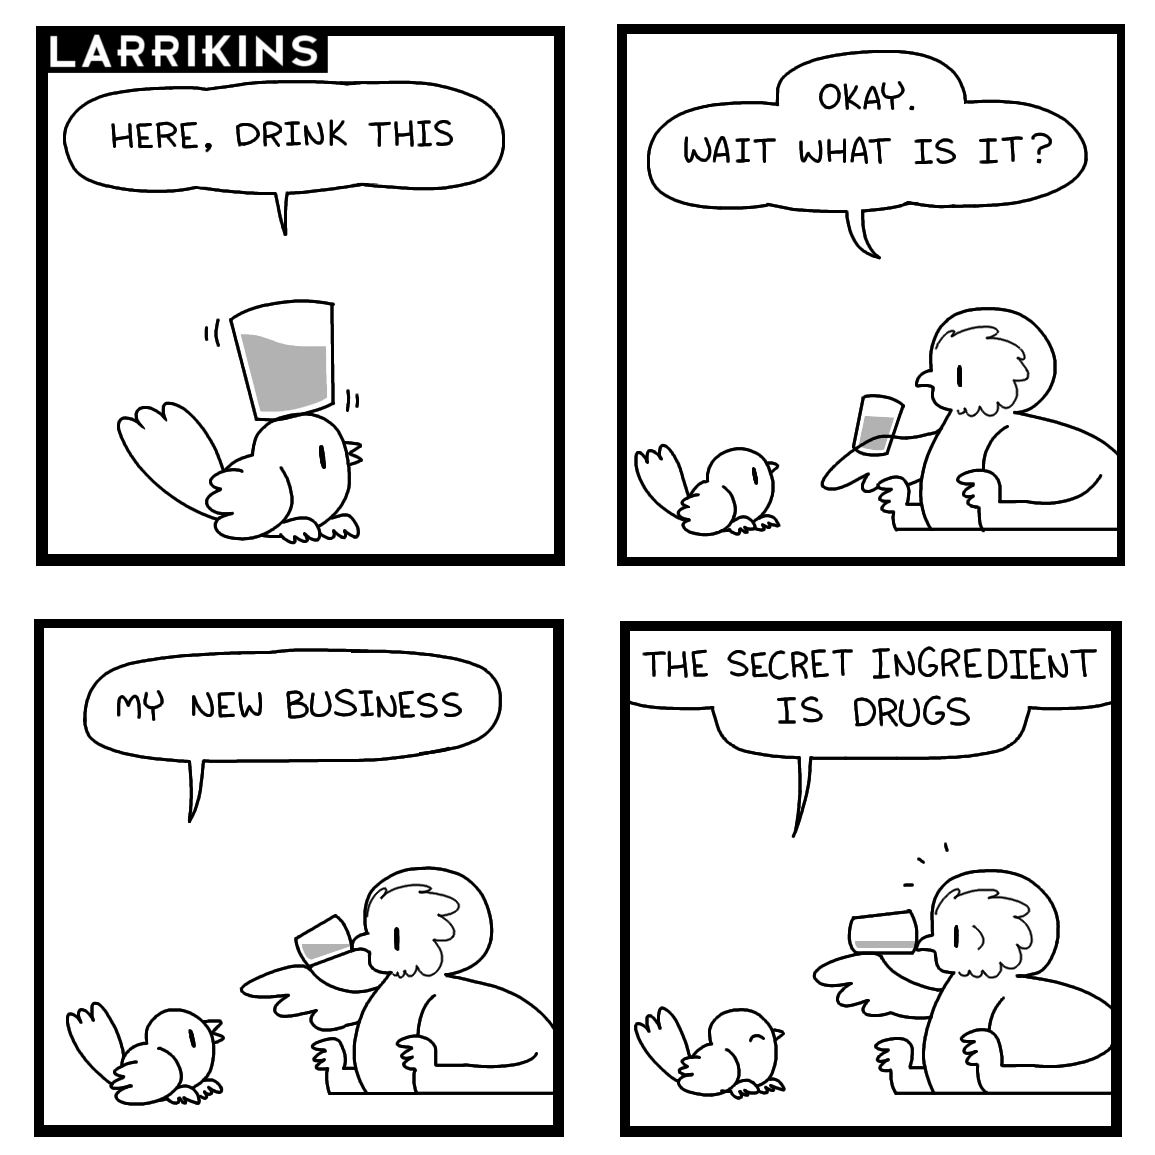 LARRIKINS
HERE, DRINK THIS
OKAY.
WAIT WHAT IS IT?
MY NEW BUSINESS
THE SECRET INGREDIENT
IS DRUGS